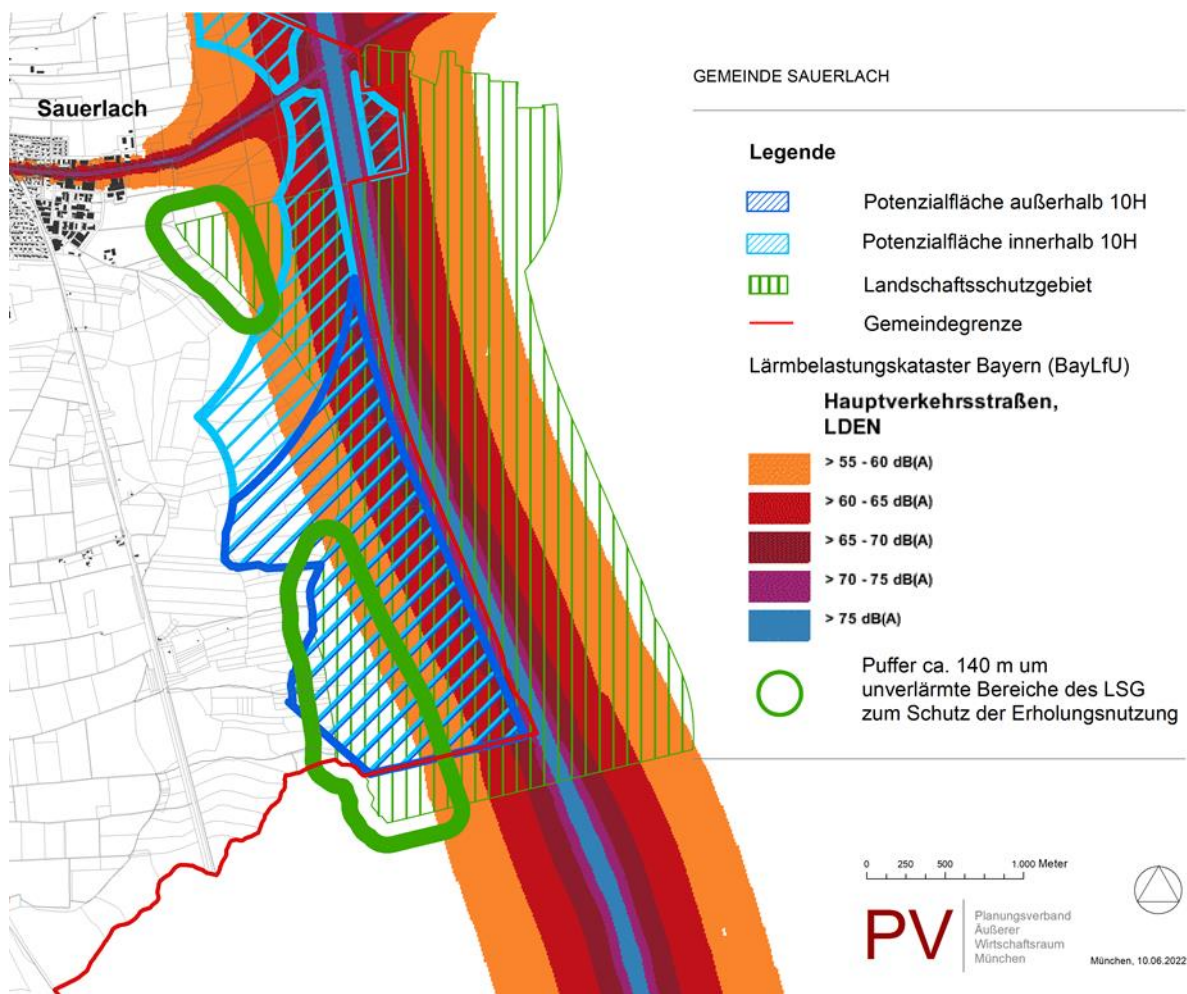 Sauerlach
GEMEINDE SAUERLACH
Legende
Potenzialfläche außerhalb 10H
Potenzialfläche innerhalb 10H
Landschaftsschutzgebiet
Gemeindegrenze
Lärmbelastungskataster Bayern (BayLfU)
Hauptverkehrsstraßen,
LDEN
> 55 - 60 dB(A)
> 60 - 65 dB(A)
> 65 - 70 dB(A)
> 70 - 75 dB(A)
> 75 dB(A)
Puffer ca. 140 m um
unverlärmte Bereiche des LSG
zum Schutz der Erholungsnutzung
0 250 500 1.000 Meter
PV
Planungsverband
Äußerer
Wirtschaftsraum
München
München, 10.06.2022